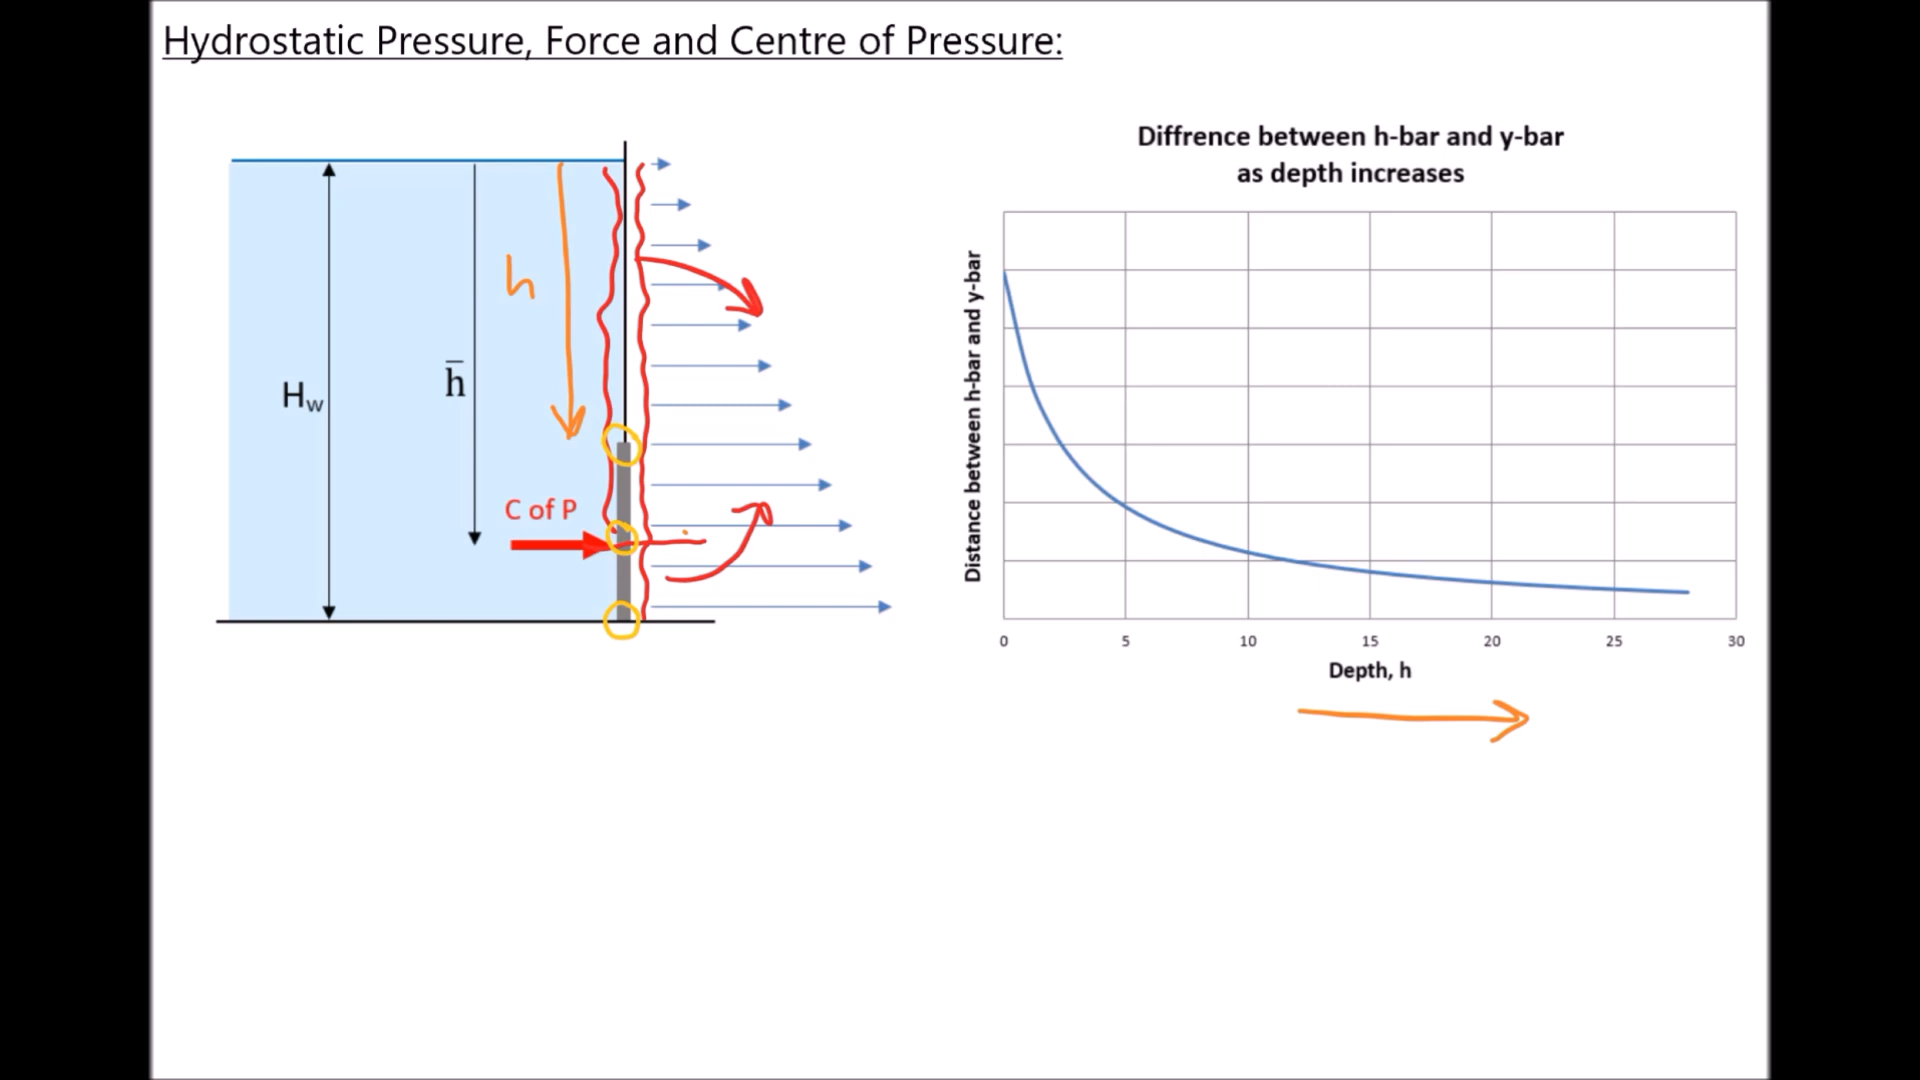 Hydrostatic Pressure, Force and Centre of Pressure:
h
h̄
H_w
C of P
Diffrence between h-bar and y-bar
as depth increases
Distance between h-bar and y-bar
0 5 10 15 20 25 30
Depth, h